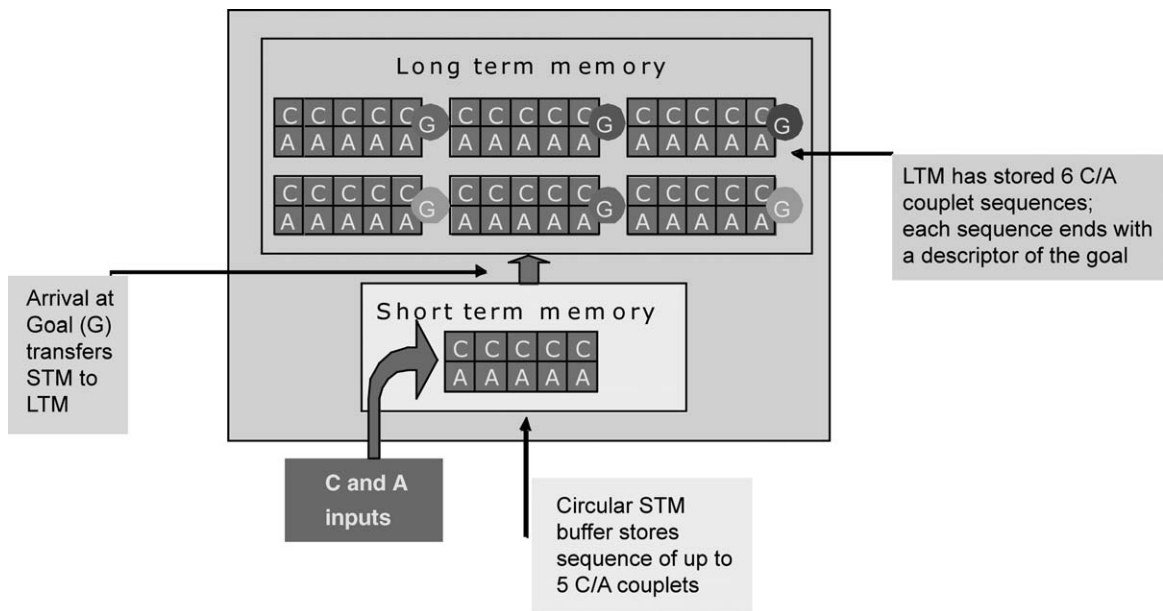 Long term memory
C C C C C G C C C C C G C C C C C G
A A A A A A A A A A A A A A A
C C C C C G C C C C C G C C C C C G
A A A A A A A A A A A A A A A
LTM has stored 6 C/A
couplet sequences;
each sequence ends with
a descriptor of the goal
Arrival at
Goal (G)
transfers
STM to
LTM
Short term memory
C C C C C
A A A A A
C and A
inputs
Circular STM
buffer stores
sequence of up to
5 C/A couplets